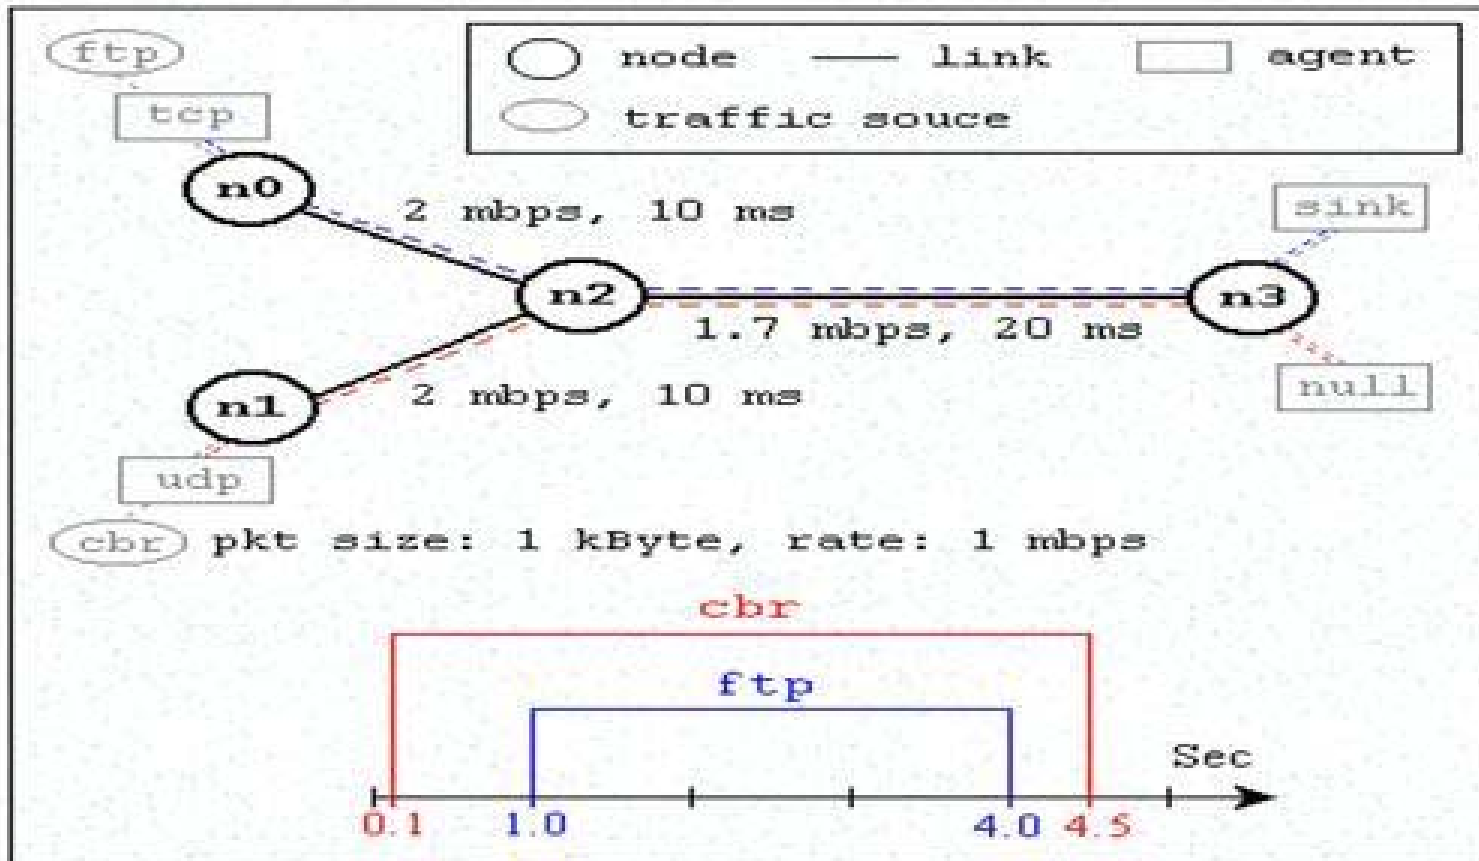 ftp
node link agent
tcp
traffic souce
n0
2 mbps, 10 ms
sink
n2
n3
1.7 mbps, 20 ms
2 mbps, 10 ms
null
n1
udp
cbr pkt size: 1 kByte, rate: 1 mbps
cbr
ftp
Sec
0.1 1.0 4.0 4.5